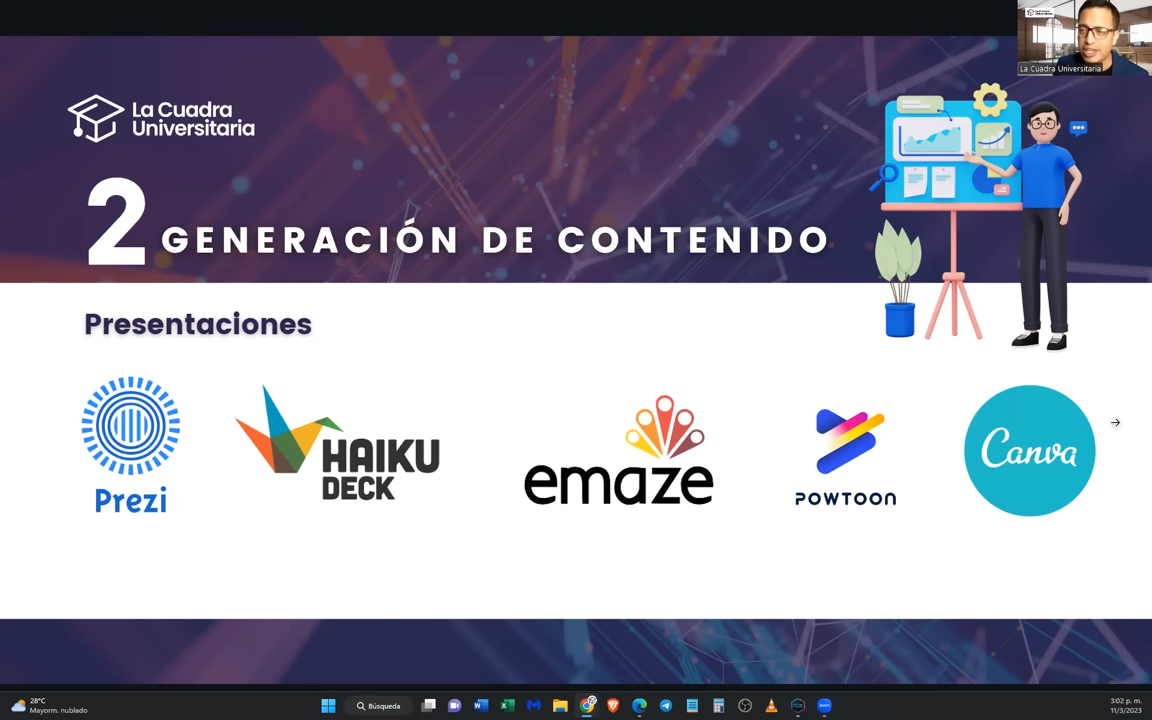 La Cuadra Universitaria
La Cuadra
Universitaria
2 GENERACIÓN DE CONTENIDO
Presentaciones
Prezi
HAIKU
DECK
emaze
POWTOON
Canva
28°C
Mayorm. nublado
Búsqueda
3:02 p. m.
11/3/2023